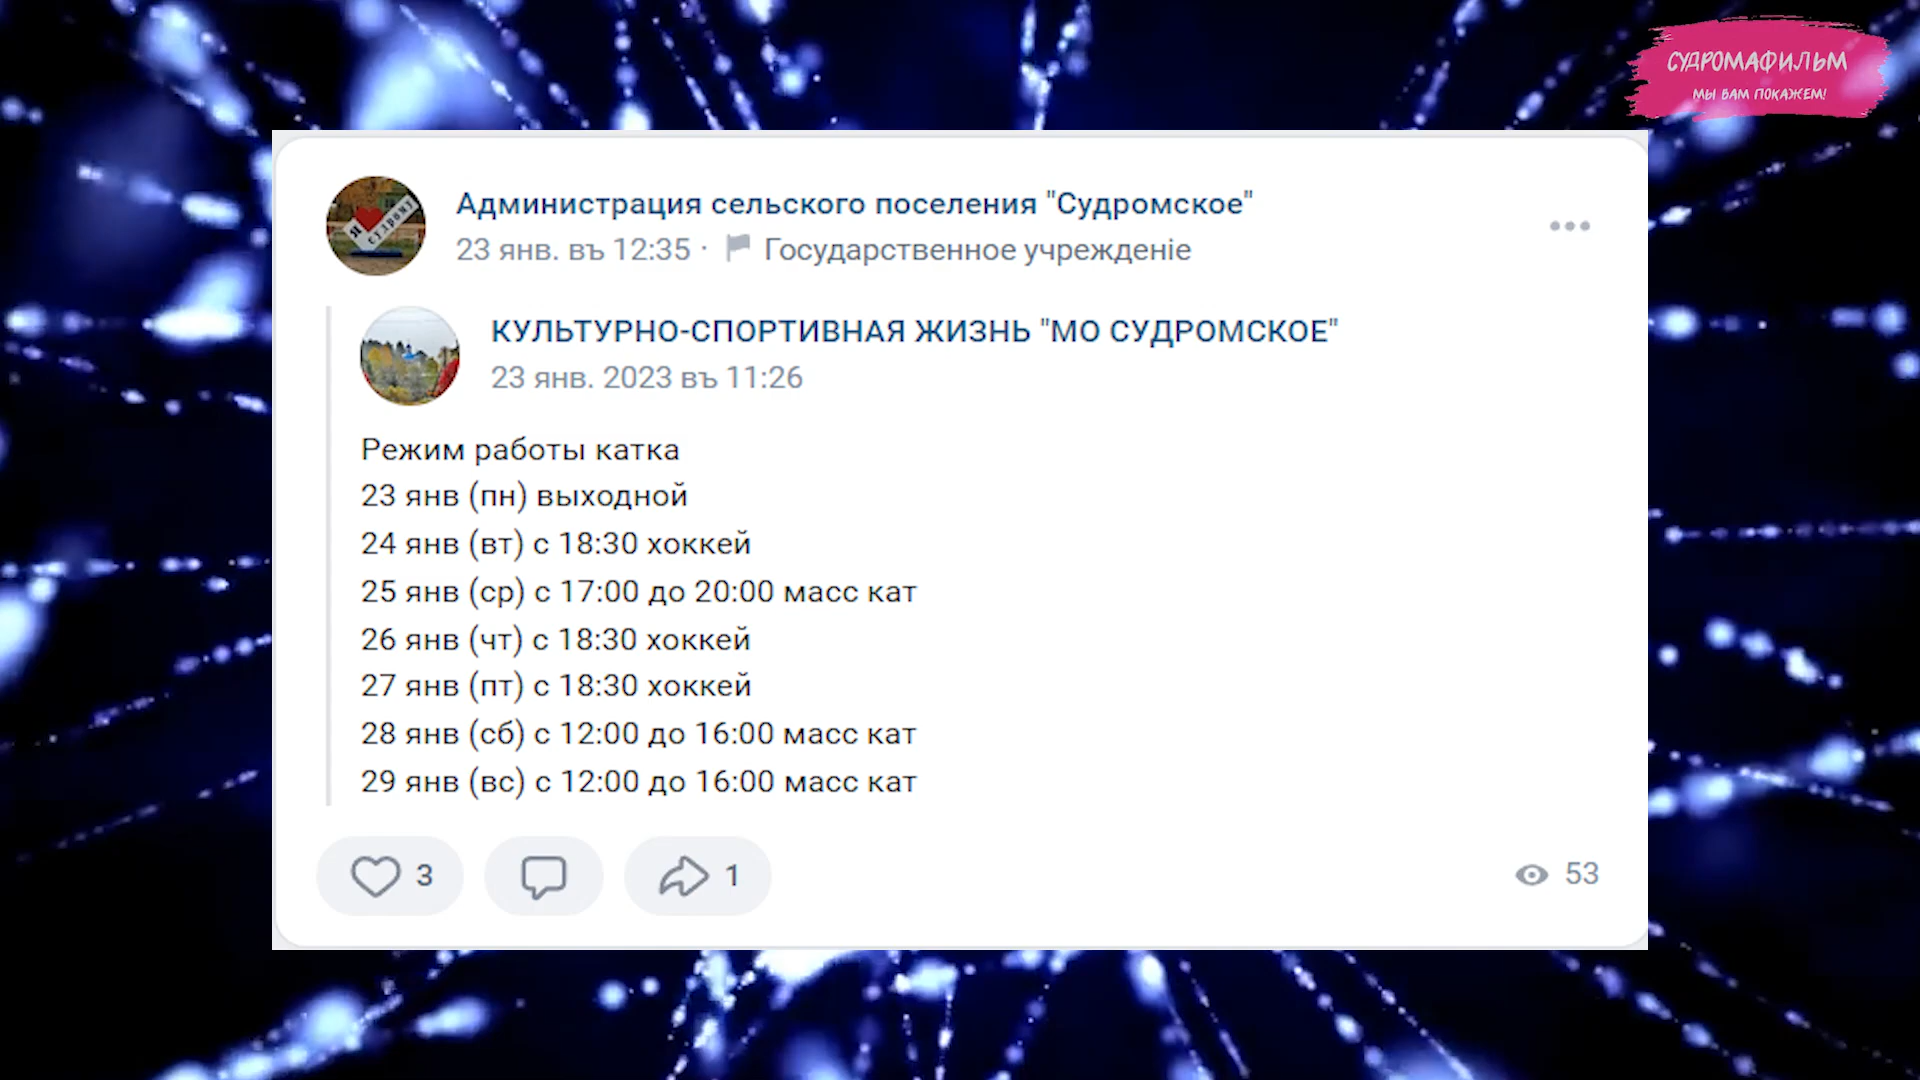 СУДРОМАФИЛЬМ
МЫ ВАМ ПОКАЖЕМ!
Администрация сельского поселения "Судромское"
23 янв. въ 12:35 · Государственное учрежденіе
Я
СУДРОМУ
КУЛЬТУРНО-СПОРТИВНАЯ ЖИЗНЬ "МО СУДРОМСКОЕ"
23 янв. 2023 въ 11:26
Режим работы катка
23 янв (пн) выходной
24 янв (вт) с 18:30 хоккей
25 янв (ср) с 17:00 до 20:00 масс кат
26 янв (чт) с 18:30 хоккей
27 янв (пт) с 18:30 хоккей
28 янв (сб) с 12:00 до 16:00 масс кат
29 янв (вс) с 12:00 до 16:00 масс кат
3
1
53